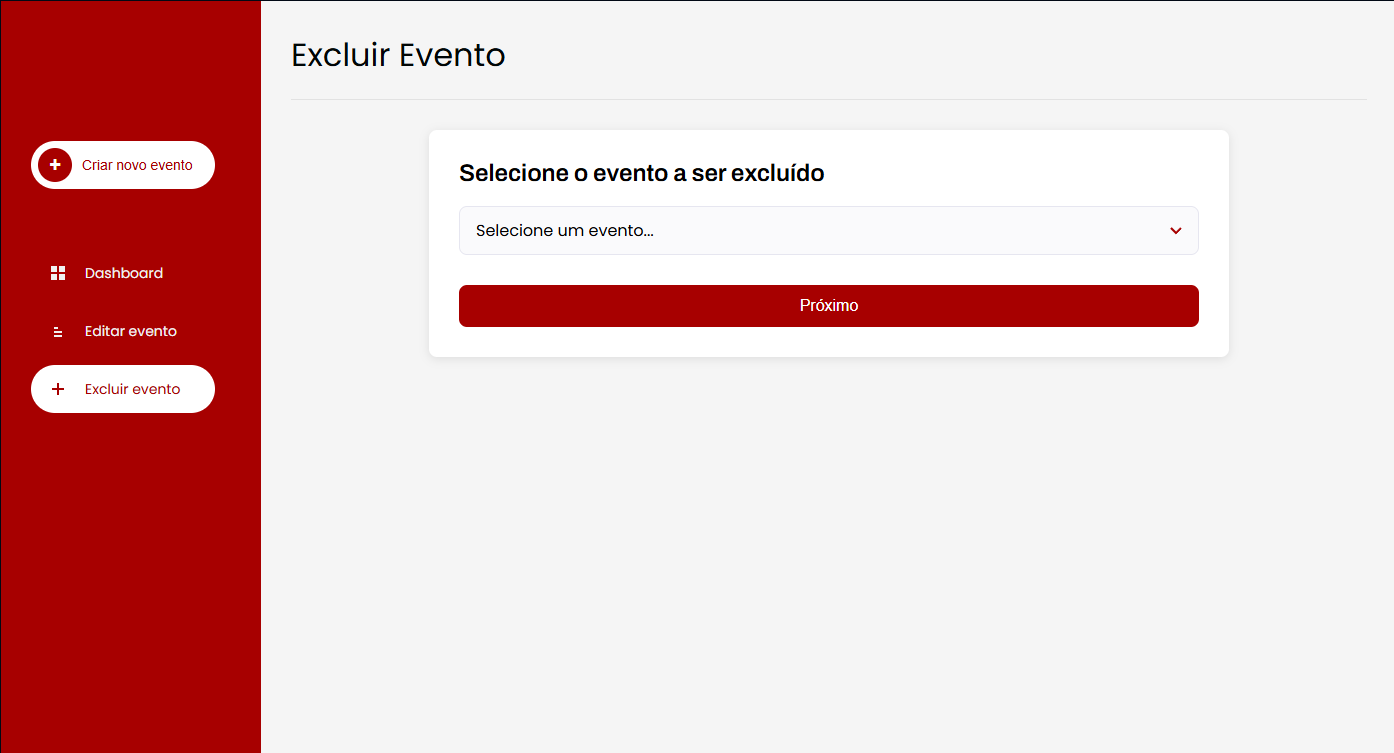 Excluir Evento
Criar novo evento
Dashboard
Editar evento
Excluir evento
Selecione o evento a ser excluído
Selecione um evento...
Próximo